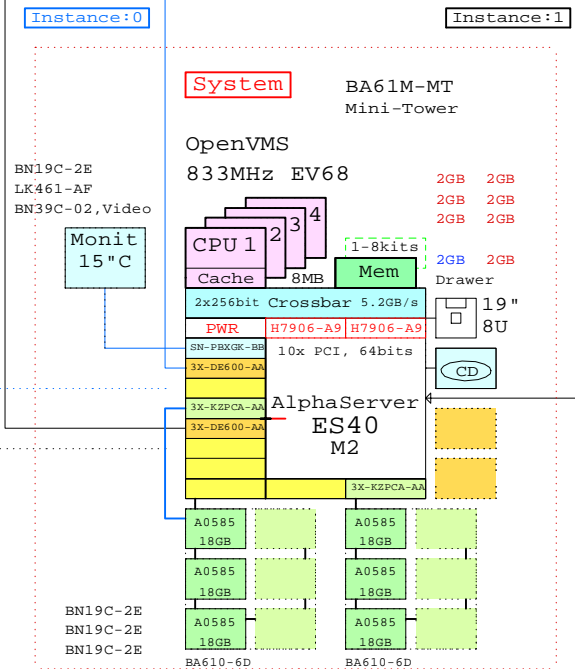 Instance:0
Instance:1
System
BA61M-MT
Mini-Tower
OpenVMS
833MHz EV68
BN19C-2E
LK461-AF
BN39C-02,Video
2GB 2GB
2GB 2GB
2GB 2GB
Monit
15"C
CPU 1
2
3
4
1-8kits
2GB 2GB
Cache
8MB
Mem
Drawer
2x256bit Crossbar 5.2GB/s
19"
8U
PWR
H7906-A9
H7906-A9
SN-PBXGK-BB
10x PCI, 64bits
3X-DE600-AA
CD
3X-KZPCA-AA
AlphaServer
ES40
M2
3X-DE600-AA
3X-KZPCA-AA
A0585
18GB
A0585
18GB
A0585
18GB
A0585
18GB
A0585
18GB
A0585
18GB
BN19C-2E
BN19C-2E
BN19C-2E
BA610-6D
BA610-6D